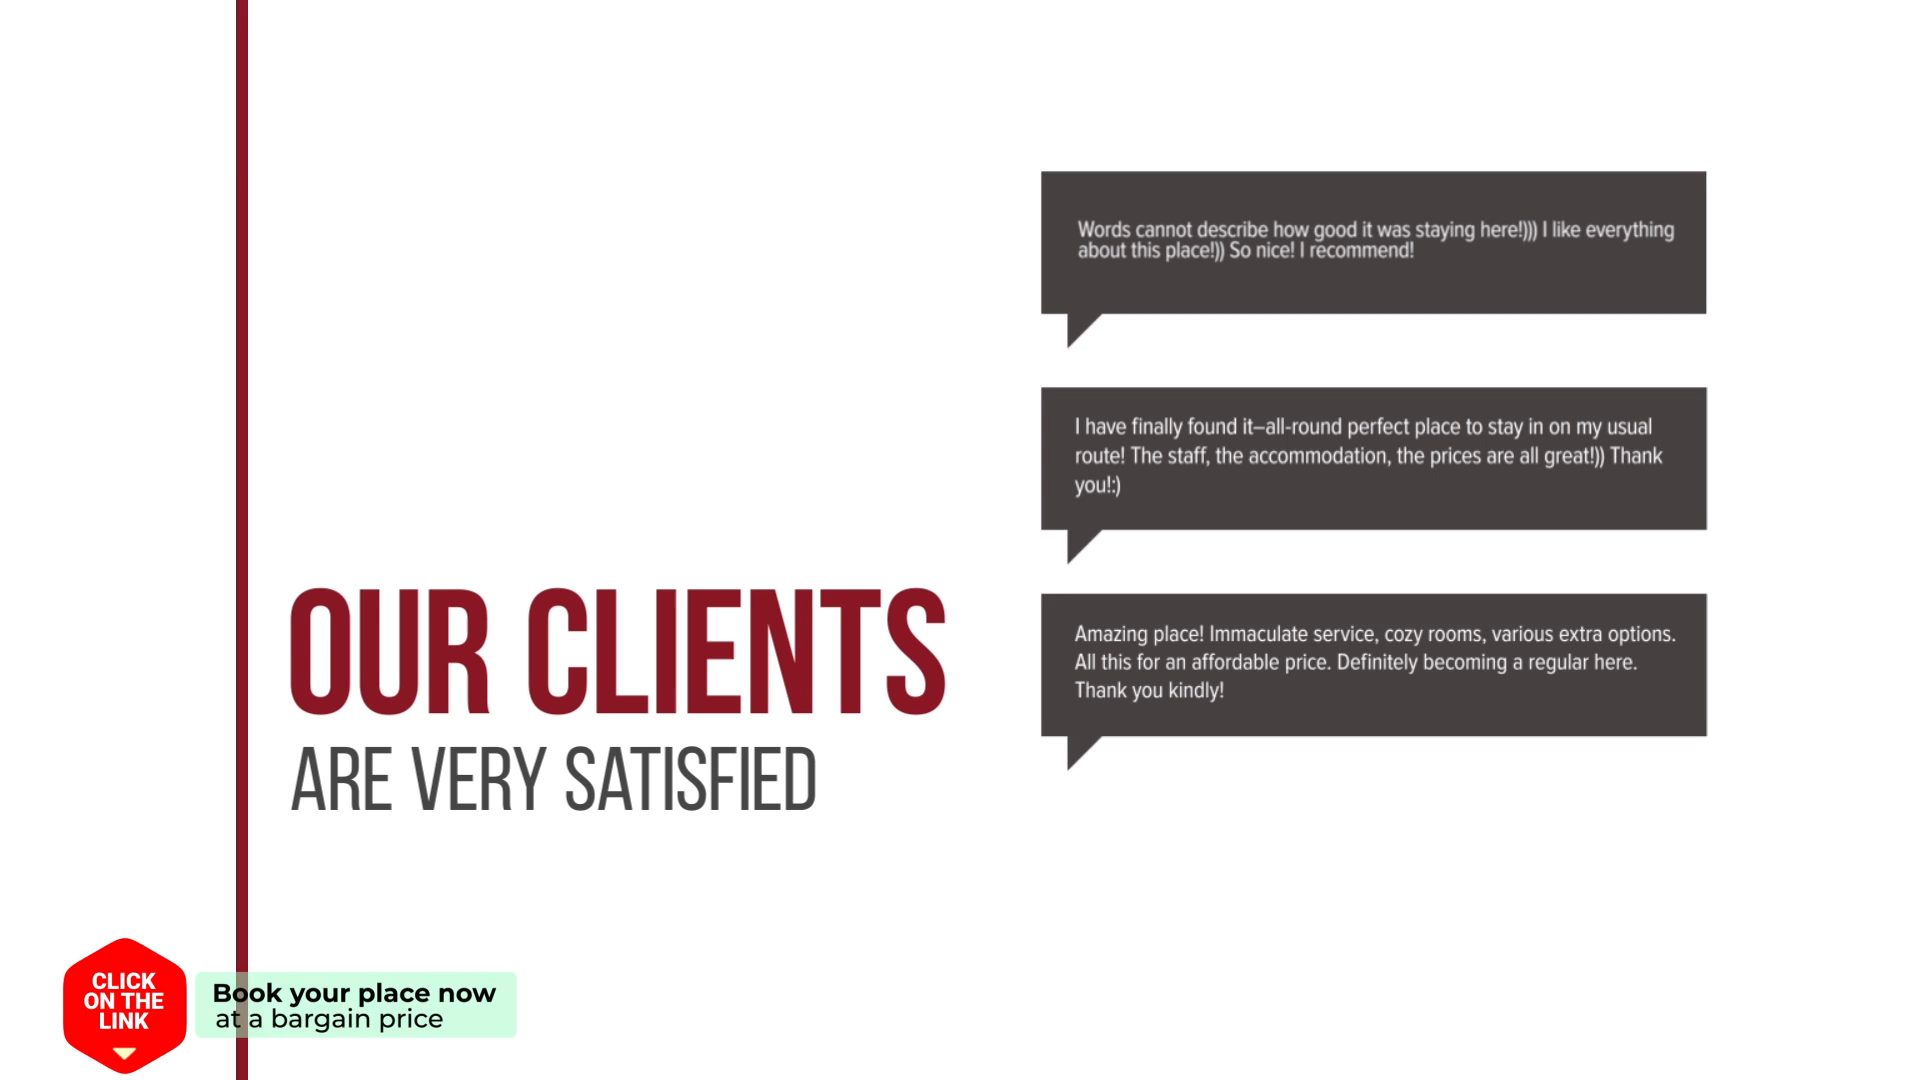 Words cannot describe how good it was staying here!))) I like everything
about this place!)) So nice! I recommend!
I have finally found it–all-round perfect place to stay in on my usual
route! The staff, the accommodation, the prices are all great!)) Thank
you!:)
Amazing place! Immaculate service, cozy rooms, various extra options.
All this for an affordable price. Definitely becoming a regular here.
Thank you kindly!
OUR CLIENTS
ARE VERY SATISFIED
CLICK
ON THE
LINK
Book your place now
at a bargain price